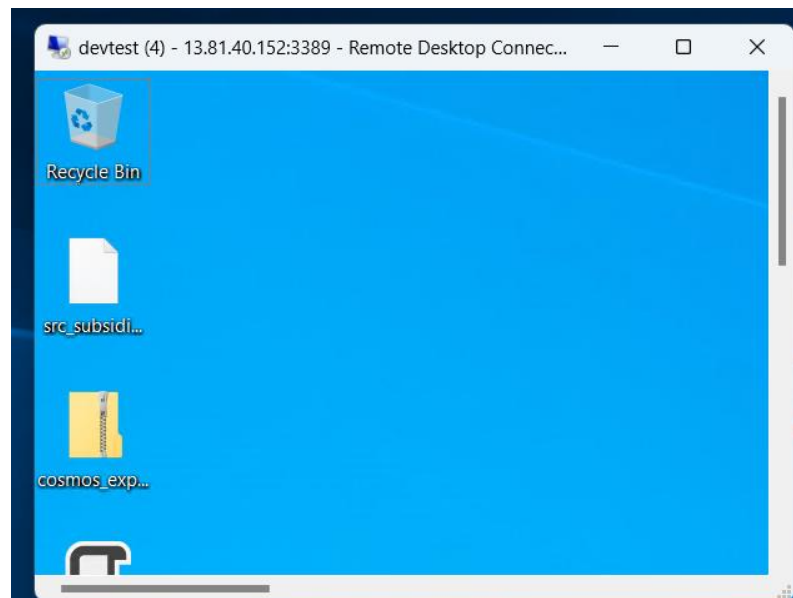 devtest (4) - 13.81.40.152:3389 - Remote Desktop Connec...
Recycle Bin
src_subsidi...
cosmos_exp...